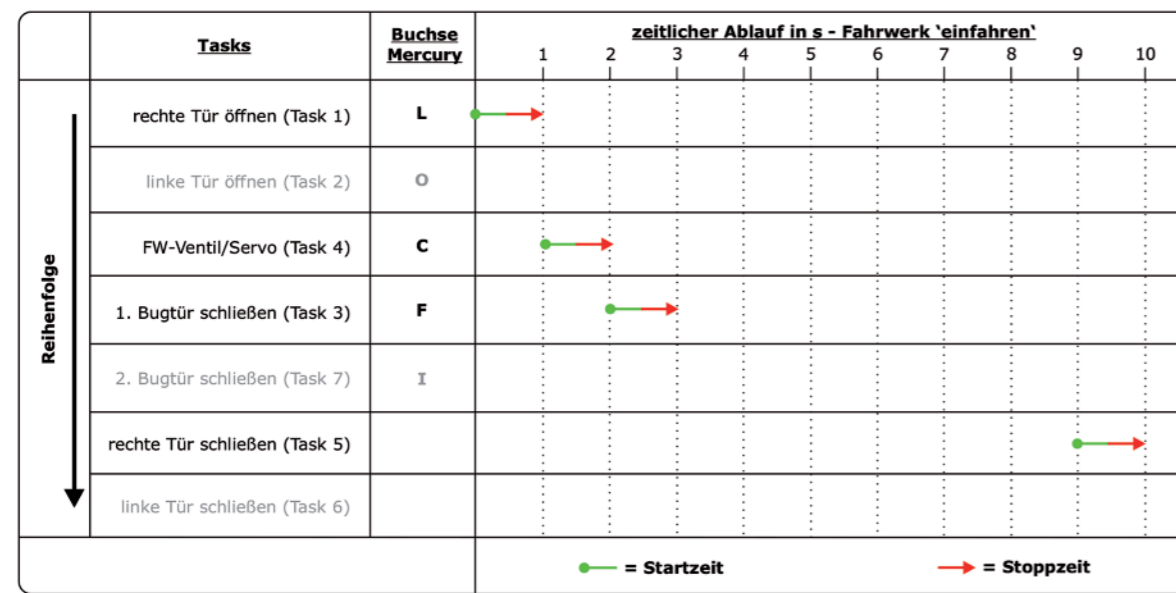 Tasks
Buchse
Mercury
zeitlicher Ablauf in s - Fahrwerk ‘einfahren‘
1 2 3 4 5 6 7 8 9 10
Reihenfolge
rechte Tür öffnen (Task 1) L
linke Tür öffnen (Task 2) O
FW-Ventil/Servo (Task 4) C
1. Bugtür schließen (Task 3) F
2. Bugtür schließen (Task 7) I
rechte Tür schließen (Task 5)
linke Tür schließen (Task 6)
= Startzeit = Stoppzeit